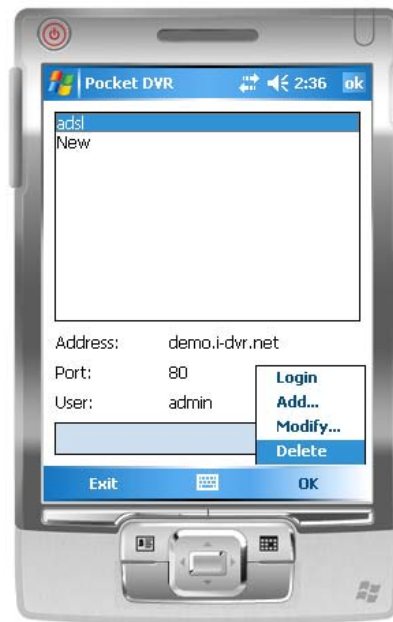 Pocket DVR 2:36 ok
adsl
New
Address: demo.i-dvr.net
Port: 80
User: admin
Login
Add...
Modify...
Delete
Exit OK